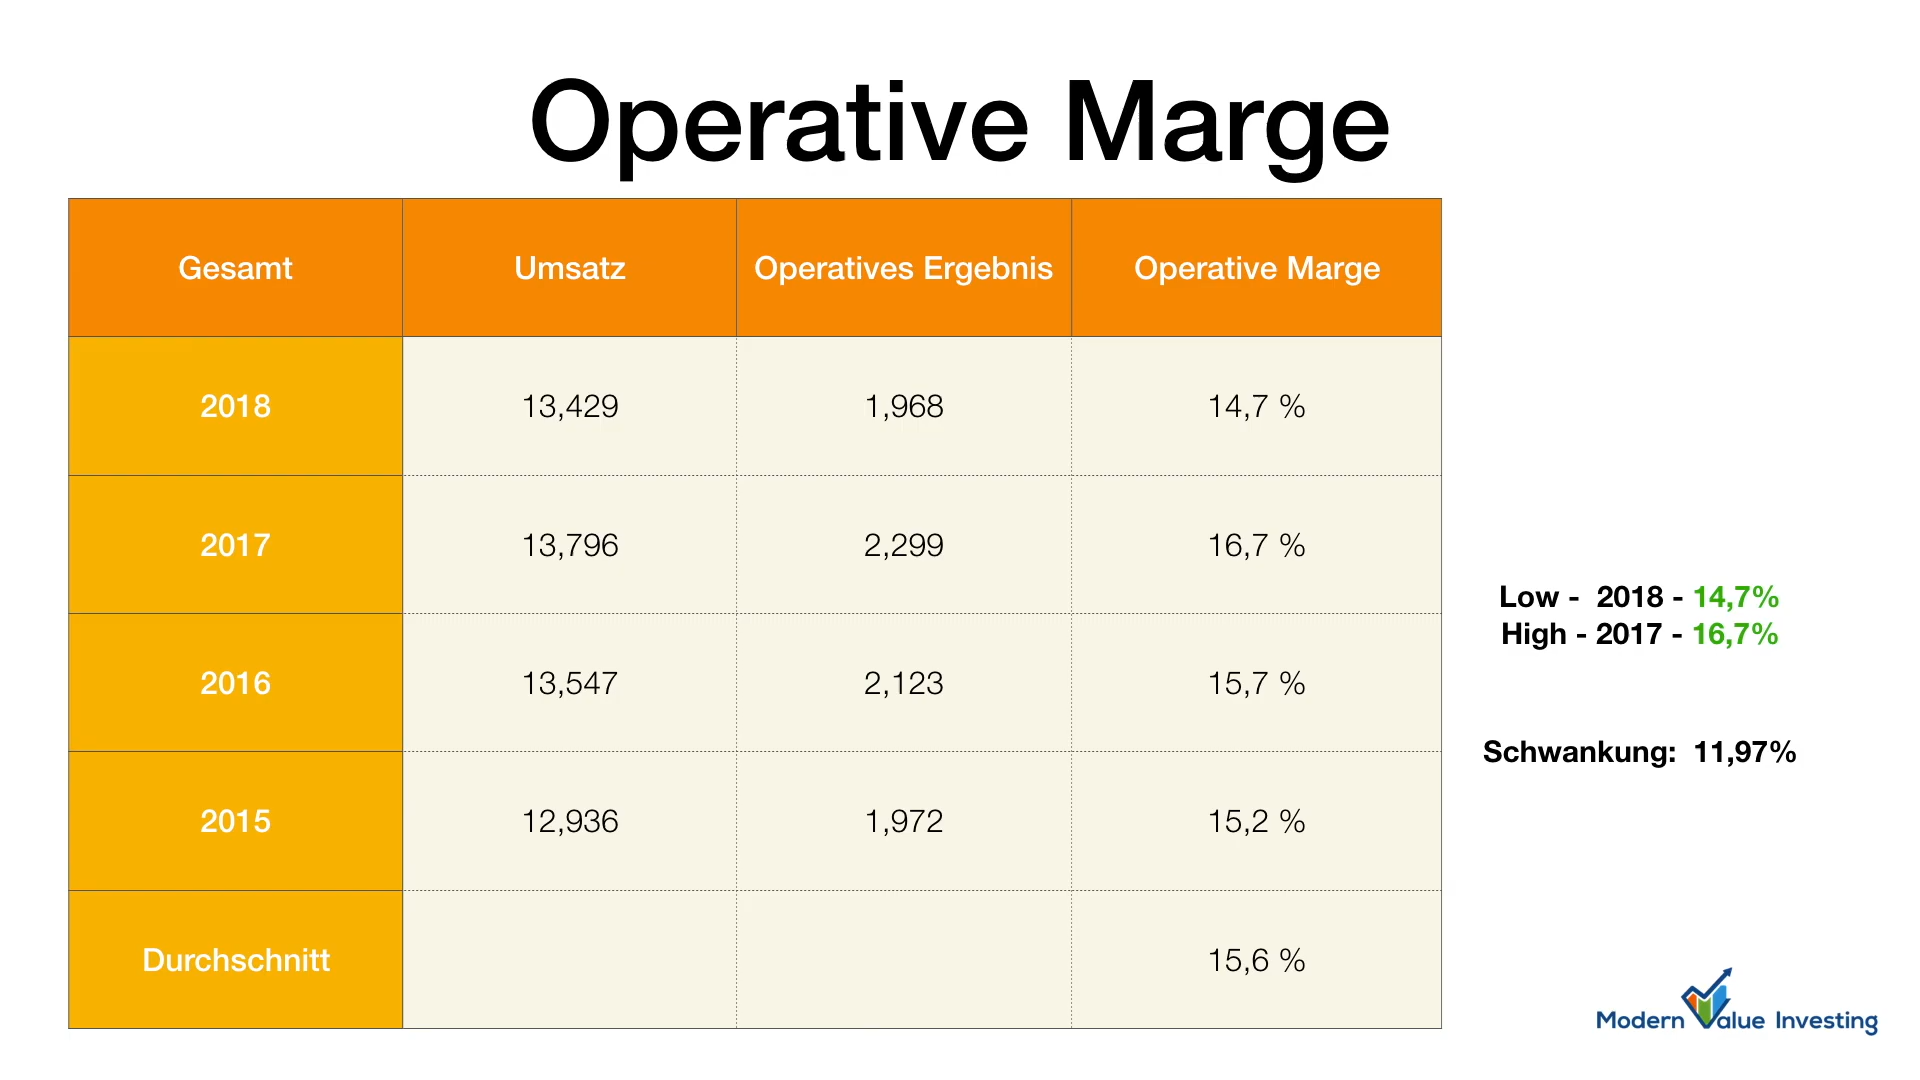 Operative Marge
Gesamt Umsatz Operatives Ergebnis Operative Marge
2018 13,429 1,968 14,7 %
2017 13,796 2,299 16,7 %
2016 13,547 2,123 15,7 %
2015 12,936 1,972 15,2 %
Durchschnitt 15,6 %
Low - 2018 - 14,7%
High - 2017 - 16,7%
Schwankung: 11,97%
Modern Value Investing